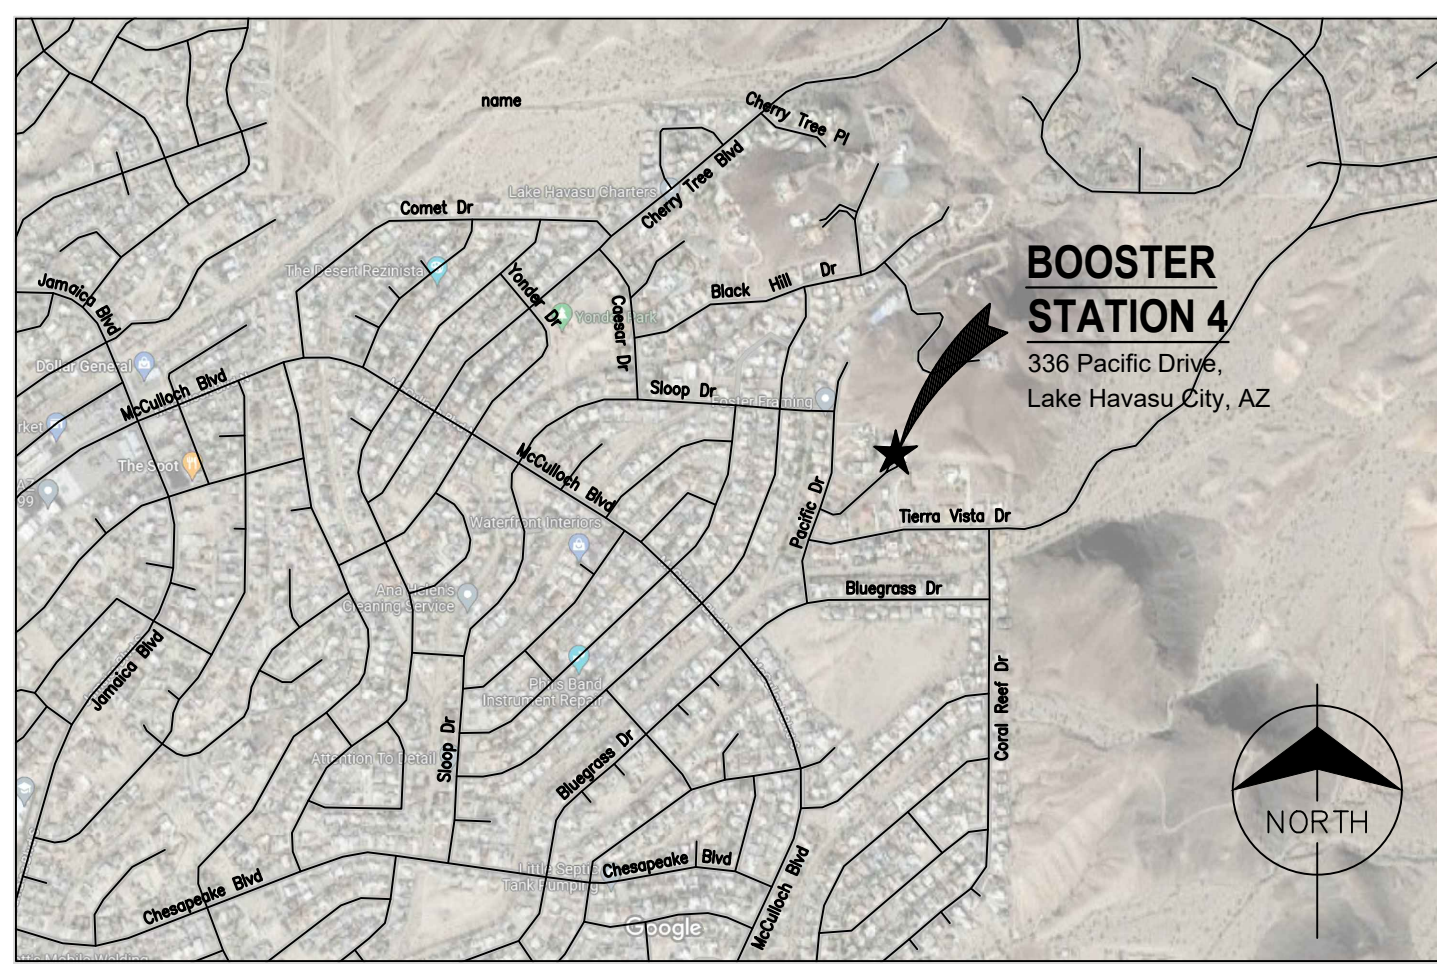 name
Cherry Tree Pl
Cherry Tree Blvd
Lake Havasu Charters
Comet Dr
The Desert Rezinista
Yonder Dr
Yonder Park
Caesar Dr
Black Hill Dr
BOOSTER
STATION 4
336 Pacific Drive,
Lake Havasu City, AZ
Jamaica Blvd
Dollar General
McCulloch Blvd
Sloop Dr
Foster Framing
rket
The Spot
99
McCulloch Blvd
Pacific Dr
Tierra Vista Dr
Waterfront Interiors
Ana Helen's
Cleaning Service
Bluegrass Dr
Jamaica Blvd
Phil's Band
Instrument Repair
Coral Reef Dr
Sloop Dr
Attention To Detail
Bluegrass Dr
NORTH
Chesapeake Blvd
Little Septic
Tank Pumping
Chesapeake Blvd
McCulloch Blvd
Google